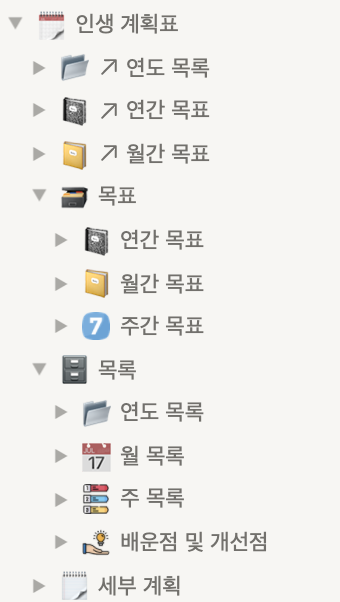 인생 계획표
↗ 연도 목록
↗ 연간 목표
↗ 월간 목표
목표
연간 목표
월간 목표
7 주간 목표
목록
연도 목록
17 월 목록
주 목록
배운점 및 개선점
세부 계획